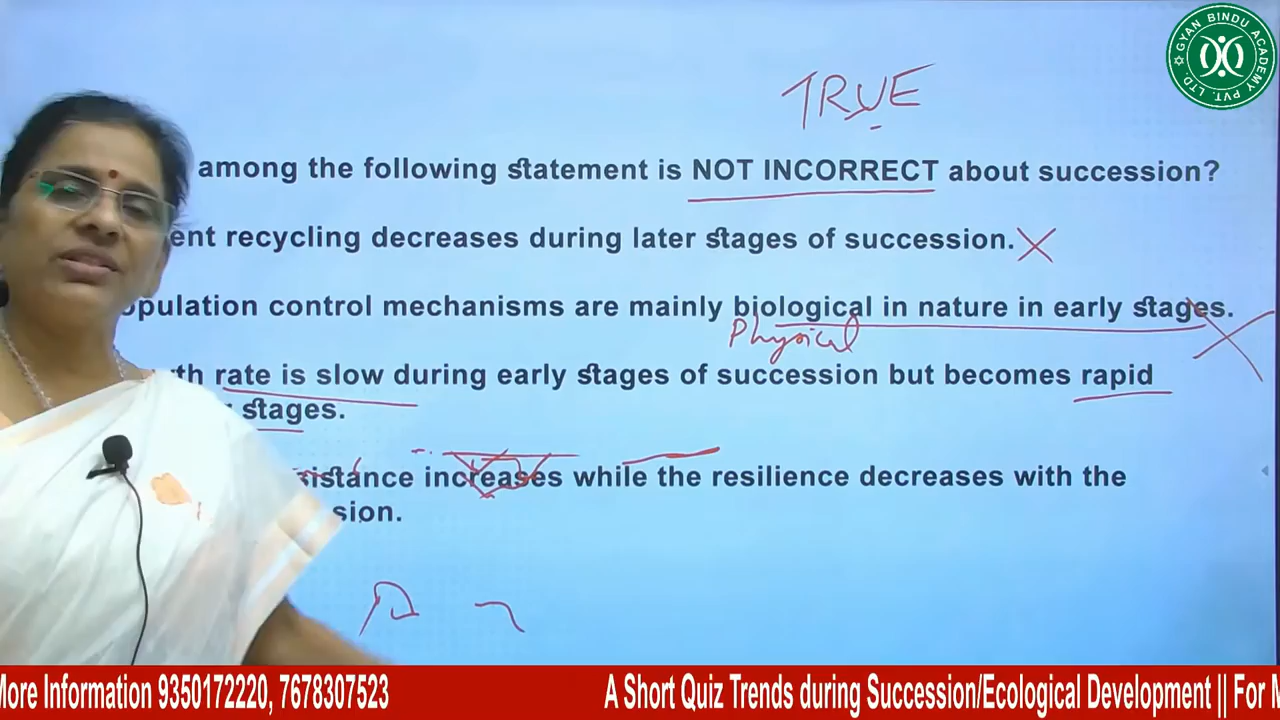 GYAN BINDU ACADEMY PVT. LTD.
TRUE
among the following statement is NOT INCORRECT about succession?
ent recycling decreases during later stages of succession.
opulation control mechanisms are mainly biological in nature in early stages.
Physical
th rate is slow during early stages of succession but becomes rapid
stages.
sistance increases while the resilience decreases with the
sion.
More Information 9350172220, 7678307523 A Short Quiz Trends during Succession/Ecological Development || For M